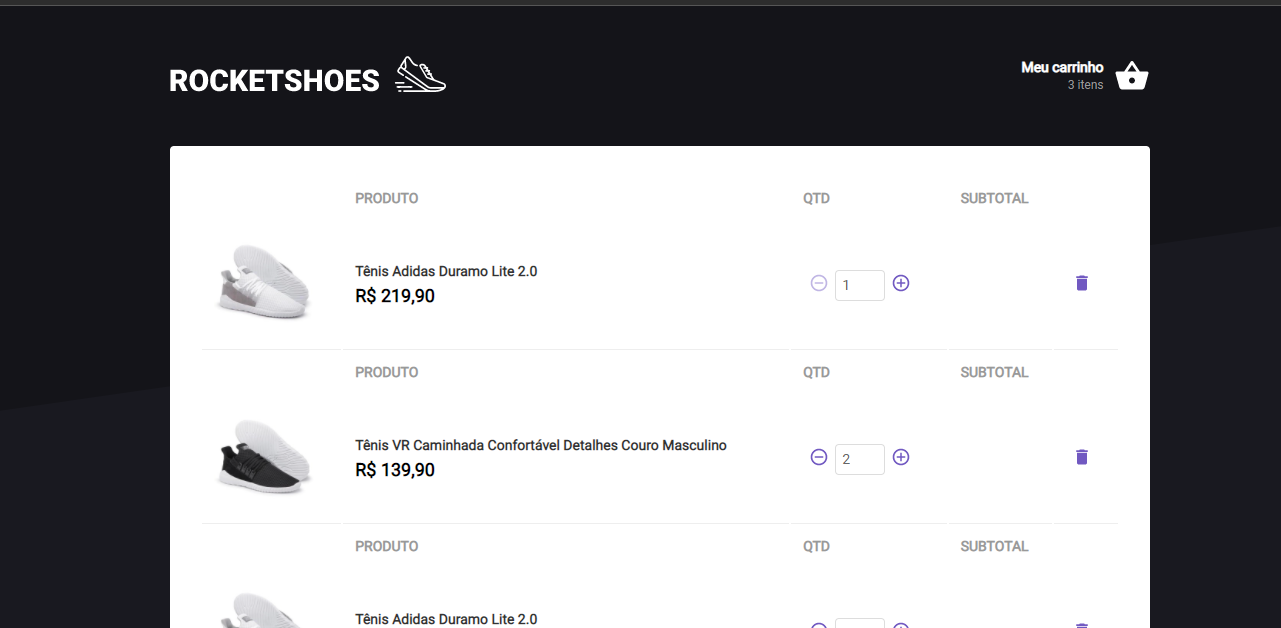 ROCKETSHOES
Meu carrinho
3 itens
PRODUTO QTD SUBTOTAL
Tênis Adidas Duramo Lite 2.0
R$ 219,90
1
PRODUTO QTD SUBTOTAL
Tênis VR Caminhada Confortável Detalhes Couro Masculino
R$ 139,90
2
PRODUTO QTD SUBTOTAL
Tênis Adidas Duramo Lite 2.0